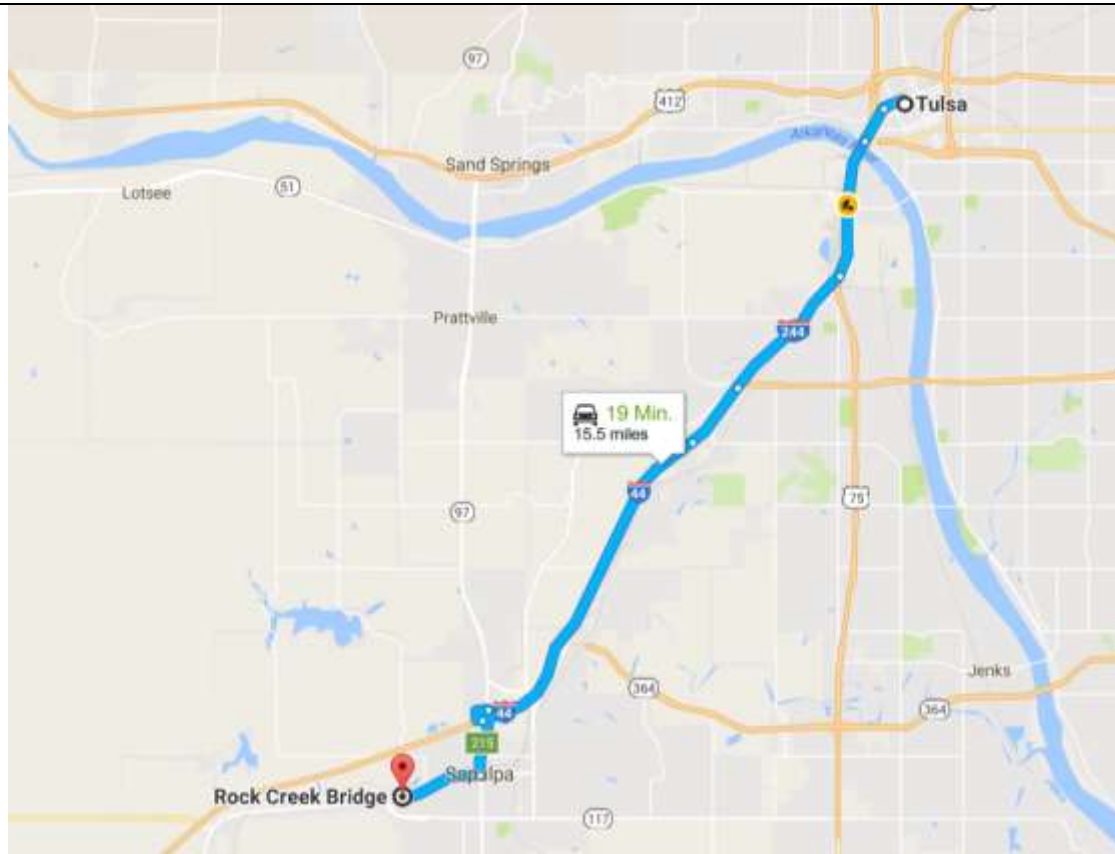 97
412
Tulsa
Sand Springs
51
Lotsee
Prattville
244
19 Min.
15.5 miles
44
75
97
Jenks
364
364
44
215
Sapulpa
Rock Creek Bridge
117